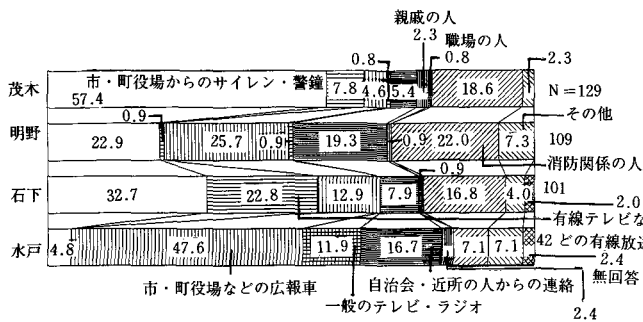 親戚の人
2.3
職場の人
0.8
0.8
2.3
茂木
市・町役場からのサイレン・警鐘
57.4
7.8
4.6
5.4
18.6
N=129
0.9
その他
明野
22.9
25.7
0.9
19.3
0.9
22.0
7.3
109
消防関係の人
0.9
石下
32.7
22.8
12.9
7.9
16.8
4.0
101
2.0
有線テレビな
水戸
4.8
47.6
11.9
16.7
7.1
7.1
42
どの有線放送
2.4
無回答
市・町役場などの広報車
自治会・近所の人からの連絡
一般のテレビ・ラジオ
2.4